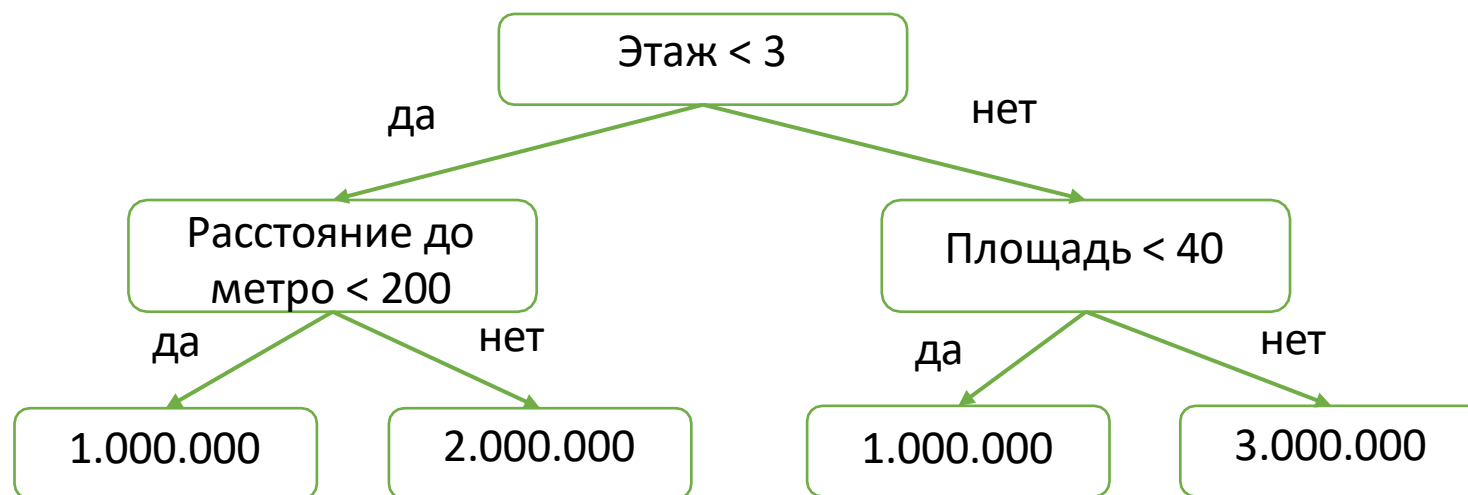 Этаж < 3
да
нет
Расстояние до
метро < 200
Площадь < 40
да
нет
да
нет
1.000.000
2.000.000
1.000.000
3.000.000